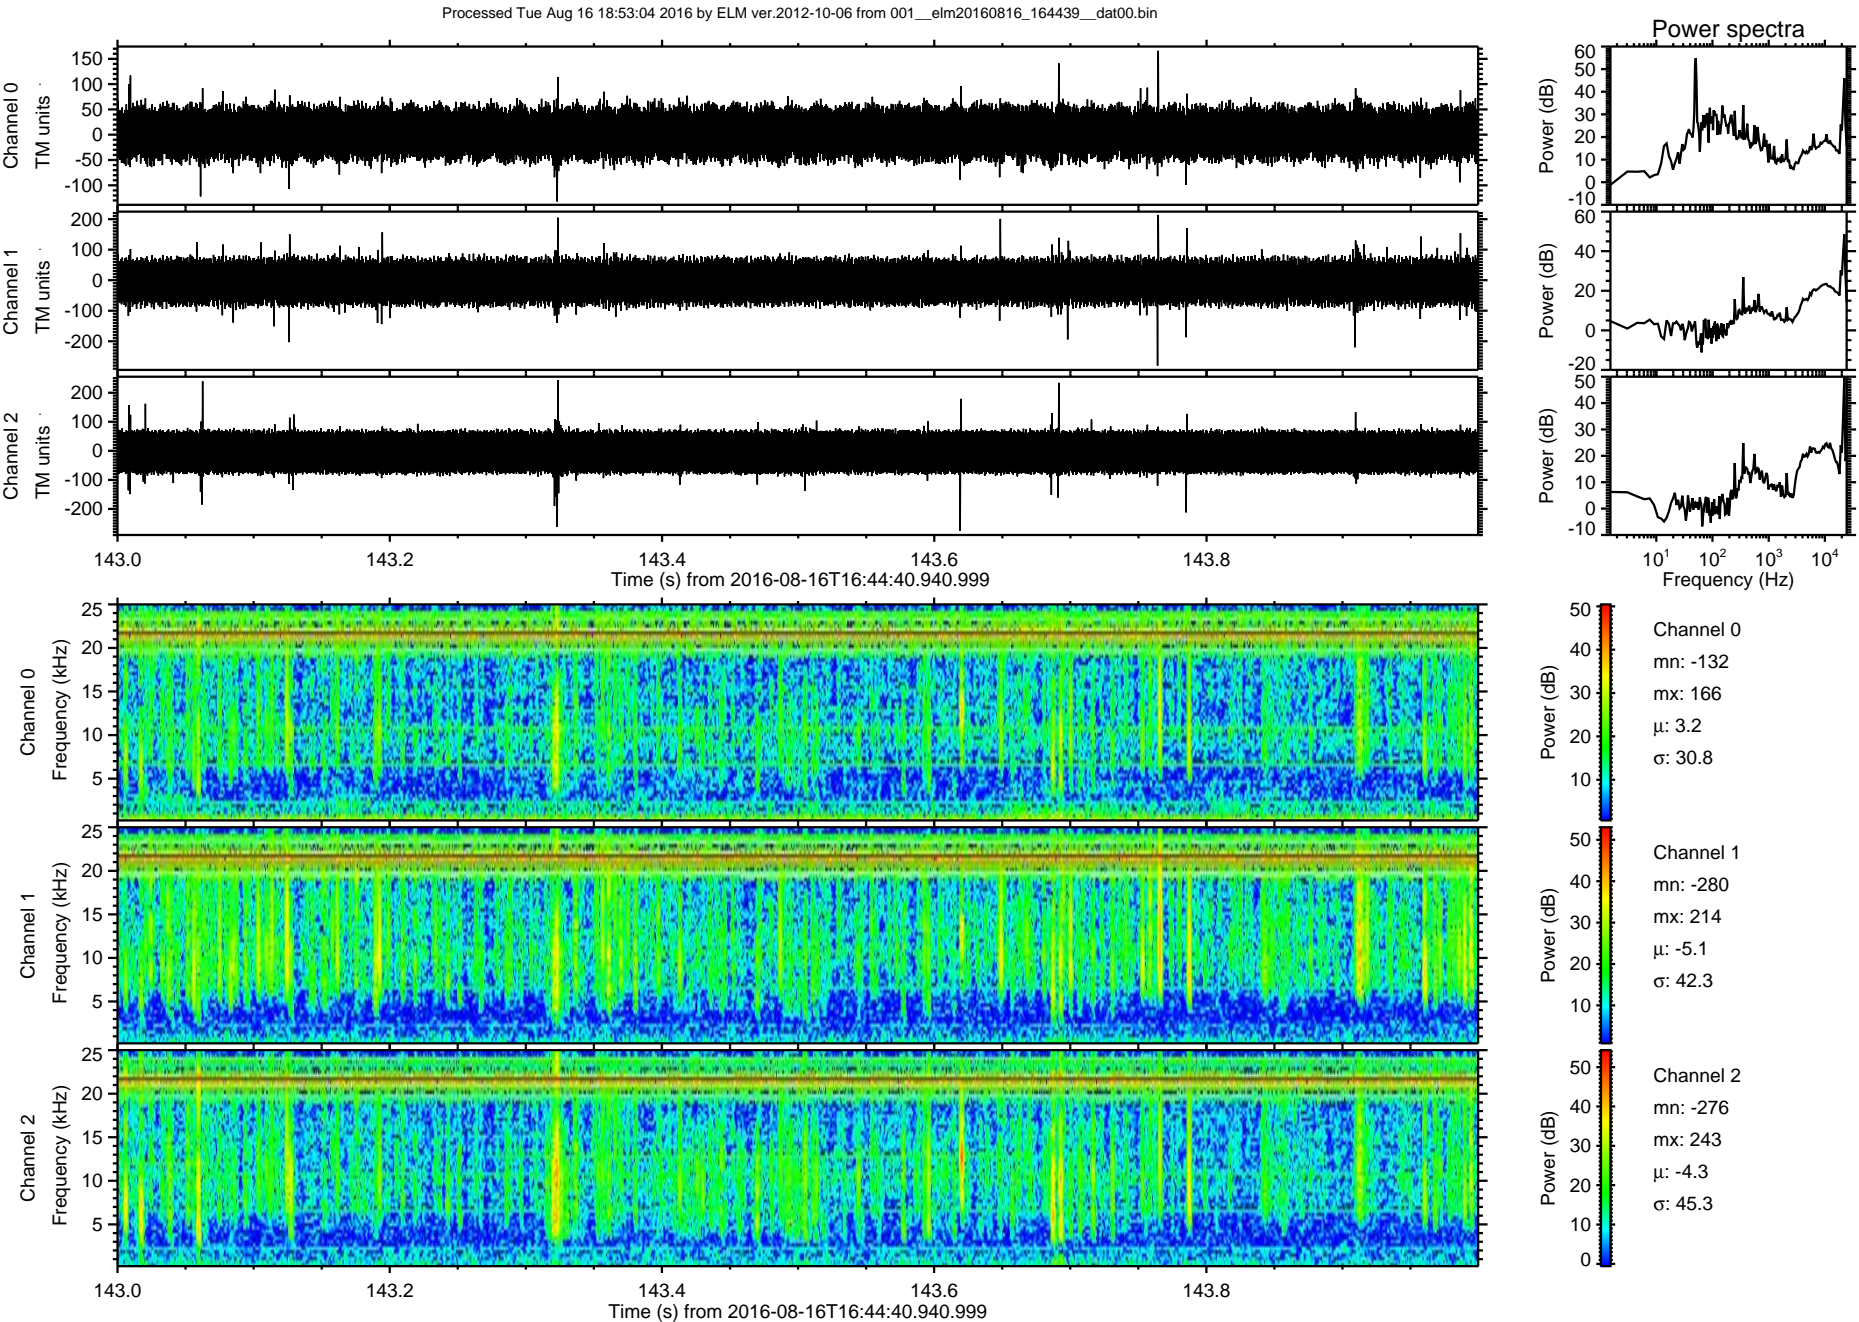 Processed Tue Aug 16 18:53:04 2016 by ELM ver.2012-10-06 from 001__elm20160816_164439__dat00.bin
Power spectra
Channel 0
TM units
150
100
50
0
-50
-100
Power (dB)
60
50
40
30
20
10
0
-10
Channel 1
TM units
200
100
0
-100
-200
Power (dB)
60
40
20
0
-20
Channel 2
TM units
200
100
0
-100
-200
Power (dB)
50
40
30
20
10
0
-10
143.0 143.2 143.4 143.6 143.8
Time (s) from 2016-08-16T16:44:40.940.999
10^1 10^2 10^3 10^4
Frequency (Hz)
Channel 0
Frequency (kHz)
25
20
15
10
5
Power (dB)
50
40
30
20
10
Channel 0
mn: -132
mx: 166
μ: 3.2
σ: 30.8
Channel 1
Frequency (kHz)
25
20
15
10
5
Power (dB)
50
40
30
20
10
Channel 1
mn: -280
mx: 214
μ: -5.1
σ: 42.3
Channel 2
Frequency (kHz)
25
20
15
10
5
Power (dB)
50
40
30
20
10
0
Channel 2
mn: -276
mx: 243
μ: -4.3
σ: 45.3
143.0 143.2 143.4 143.6 143.8
Time (s) from 2016-08-16T16:44:40.940.999